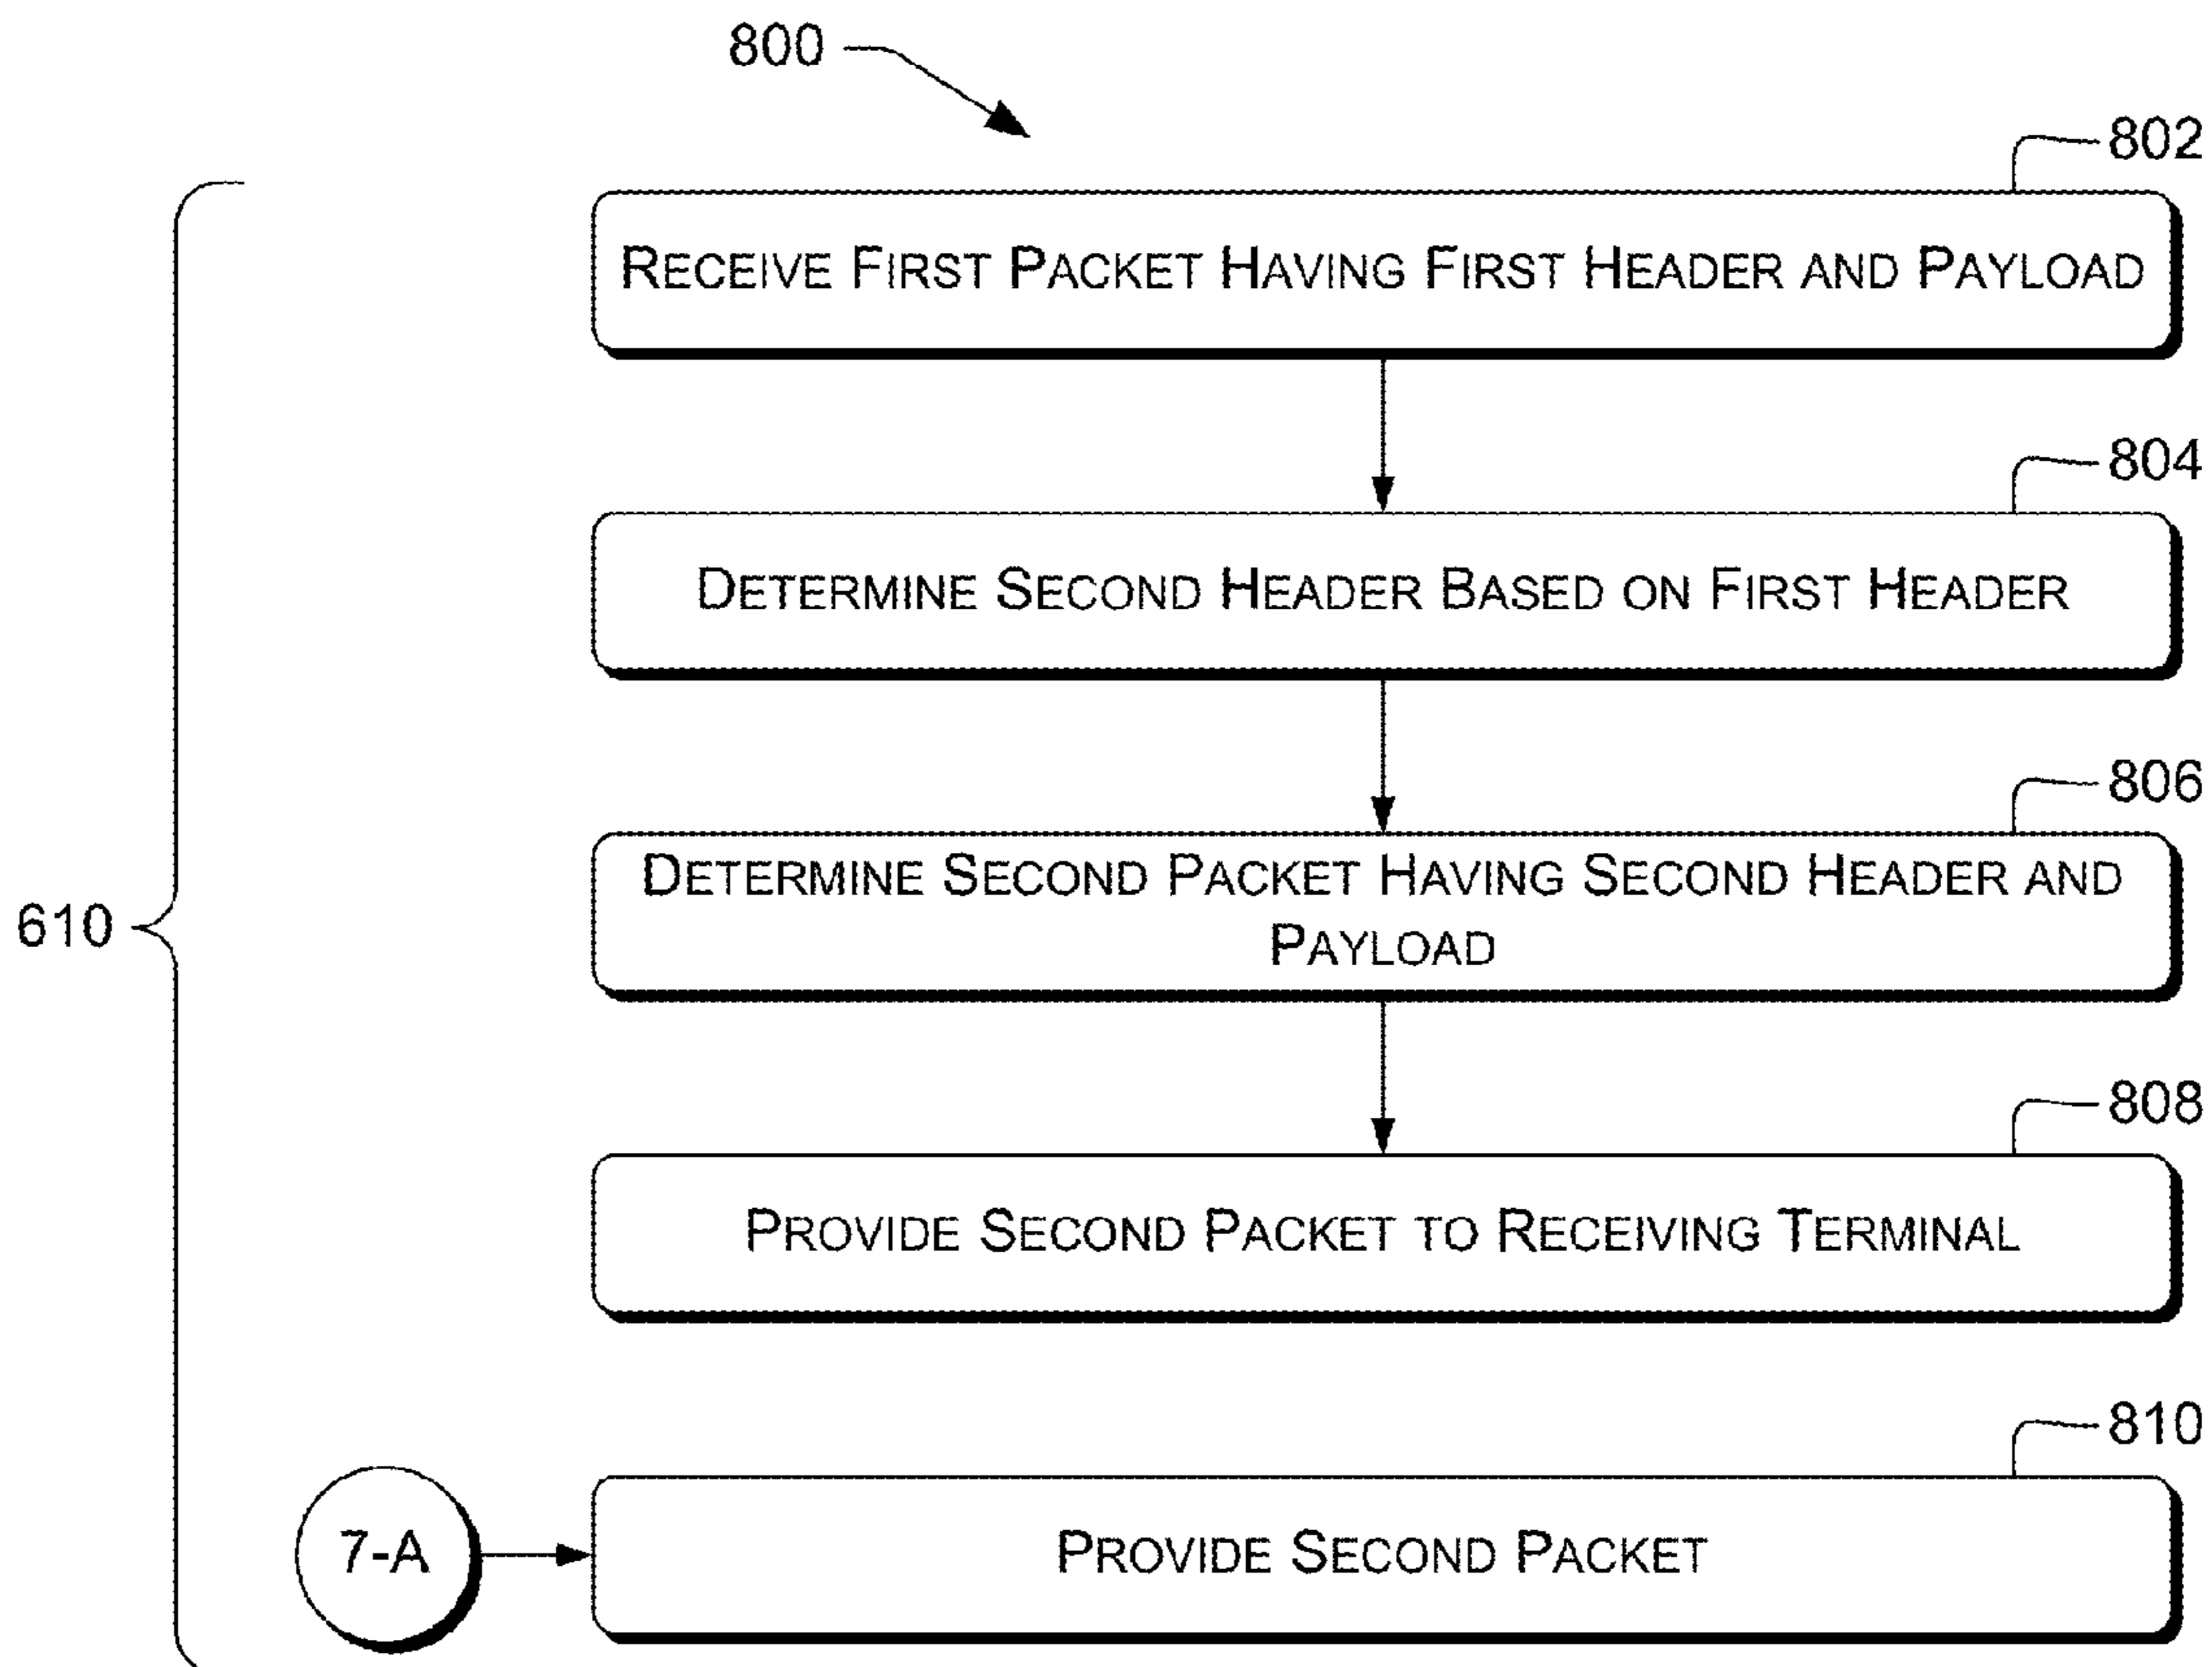 800
802
RECEIVE FIRST PACKET HAVING FIRST HEADER AND PAYLOAD
804
DETERMINE SECOND HEADER BASED ON FIRST HEADER
806
DETERMINE SECOND PACKET HAVING SECOND HEADER AND
PAYLOAD
610
808
PROVIDE SECOND PACKET TO RECEIVING TERMINAL
810
7-A
PROVIDE SECOND PACKET